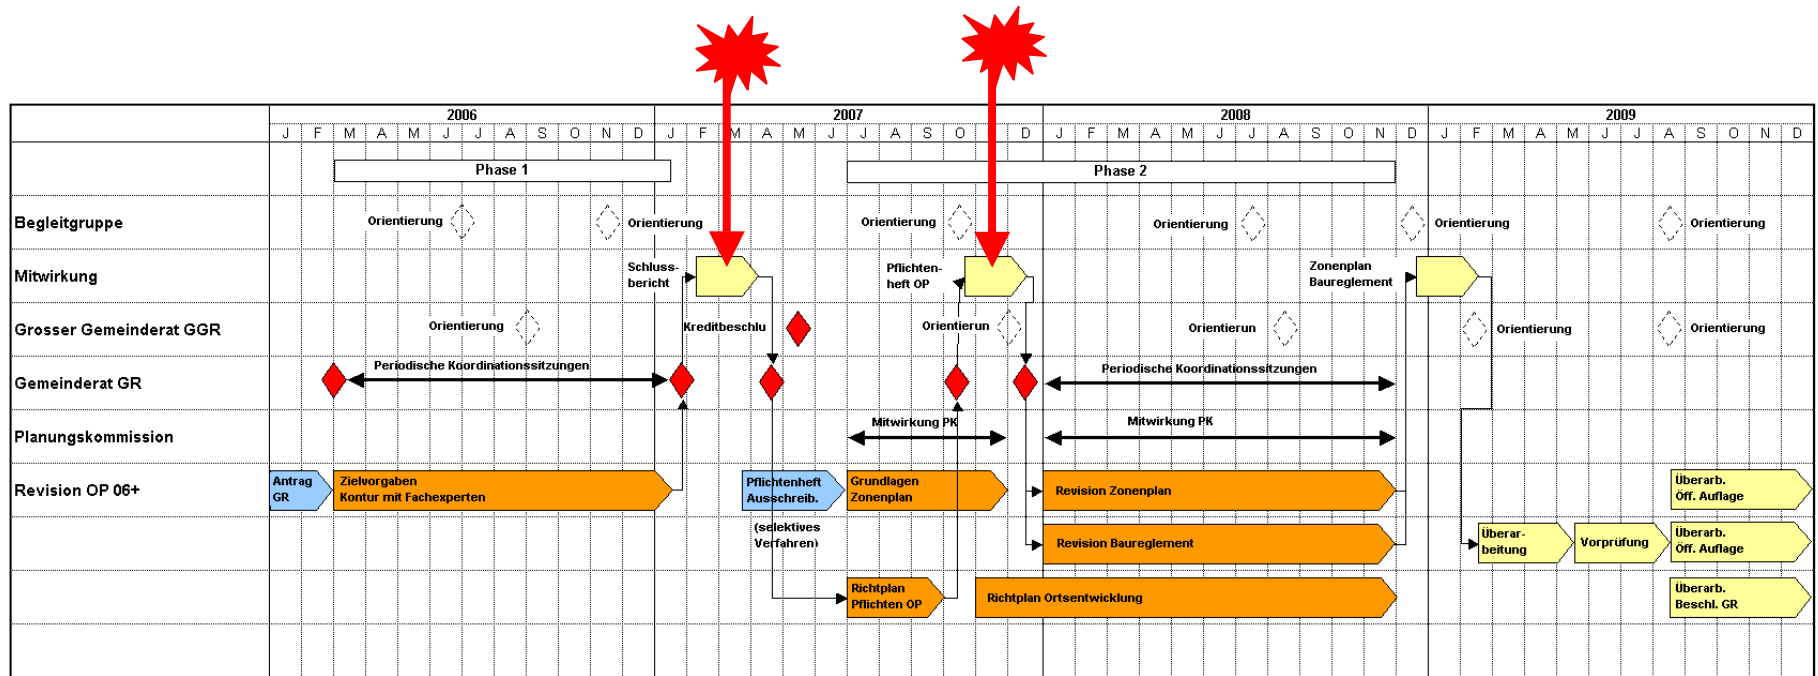 2006 2007 2008 2009
J F M A M J J A S O N D J F M A M J J A S O D J F M A M J J A S O N D J F M A M J J A S O N D
Phase 1 Phase 2
Begleitgruppe Orientierung Orientierung Orientierung Orientierung Orientierung Orientierung
Mitwirkung
Schluss-
bericht
Pflichten-
heft OP
Zonenplan
Baureglement
Grosser Gemeinderat GGR Orientierung Kreditbeschlu Orientierun Orientierun Orientierung Orientierung
Gemeinderat GR Periodische Koordinationssitzungen Periodische Koordinationssitzungen
Planungskommission Mitwirkung PK Mitwirkung PK
Revision OP 06+
Antrag
GR
Zielvorgaben
Kontur mit Fachexperten
Pflichtenheft
Ausschreib.
(selektives
Verfahren)
Grundlagen
Zonenplan
Revision Zonenplan
Überarb.
Öff. Auflage
Revision Baureglement
Überar-
beitung
Vorprüfung
Überarb.
Öff. Auflage
Richtplan
Pflichten OP
Richtplan Ortsentwicklung
Überarb.
Beschl. GR